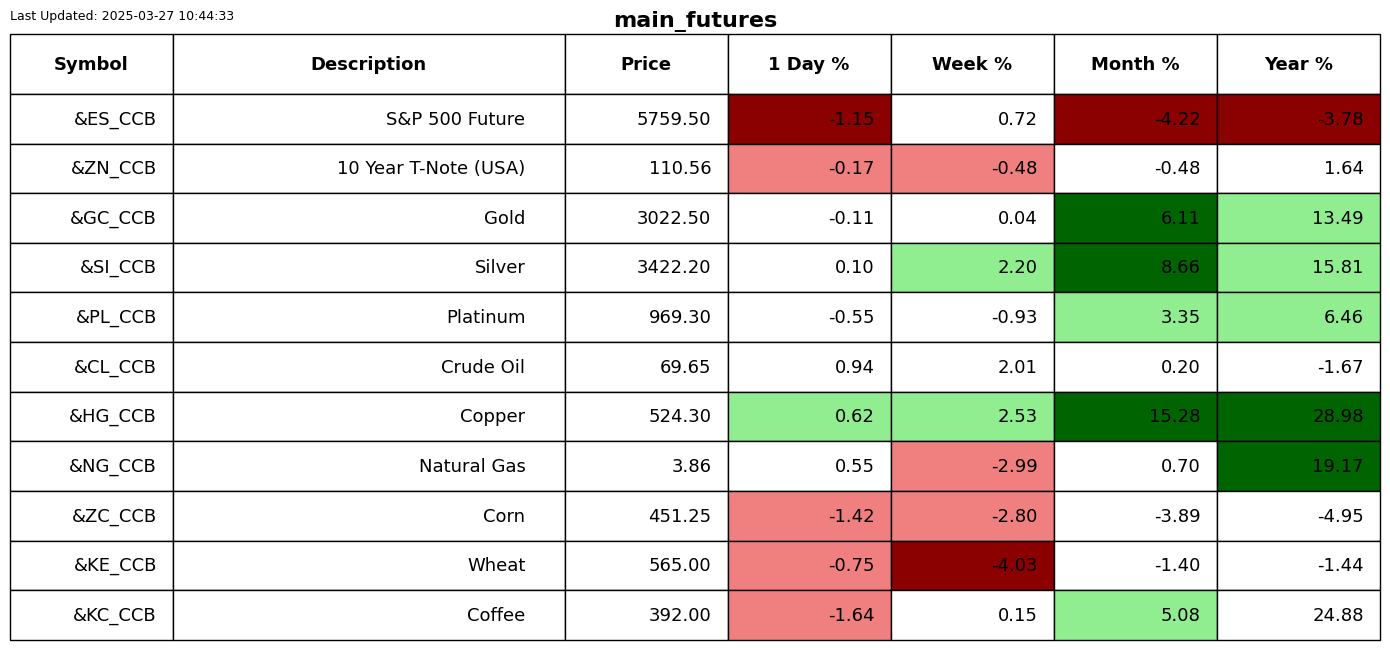 Last Updated: 2025-03-27 10:44:33
main_futures
Symbol Description Price 1 Day % Week % Month % Year %
&ES_CCB S&P 500 Future 5759.50 -1.15 0.72 -4.22 -3.78
&ZN_CCB 10 Year T-Note (USA) 110.56 -0.17 -0.48 -0.48 1.64
&GC_CCB Gold 3022.50 -0.11 0.04 6.11 13.49
&SI_CCB Silver 3422.20 0.10 2.20 8.66 15.81
&PL_CCB Platinum 969.30 -0.55 -0.93 3.35 6.46
&CL_CCB Crude Oil 69.65 0.94 2.01 0.20 -1.67
&HG_CCB Copper 524.30 0.62 2.53 15.28 28.98
&NG_CCB Natural Gas 3.86 0.55 -2.99 0.70 19.17
&ZC_CCB Corn 451.25 -1.42 -2.80 -3.89 -4.95
&KE_CCB Wheat 565.00 -0.75 -4.03 -1.40 -1.44
&KC_CCB Coffee 392.00 -1.64 0.15 5.08 24.88